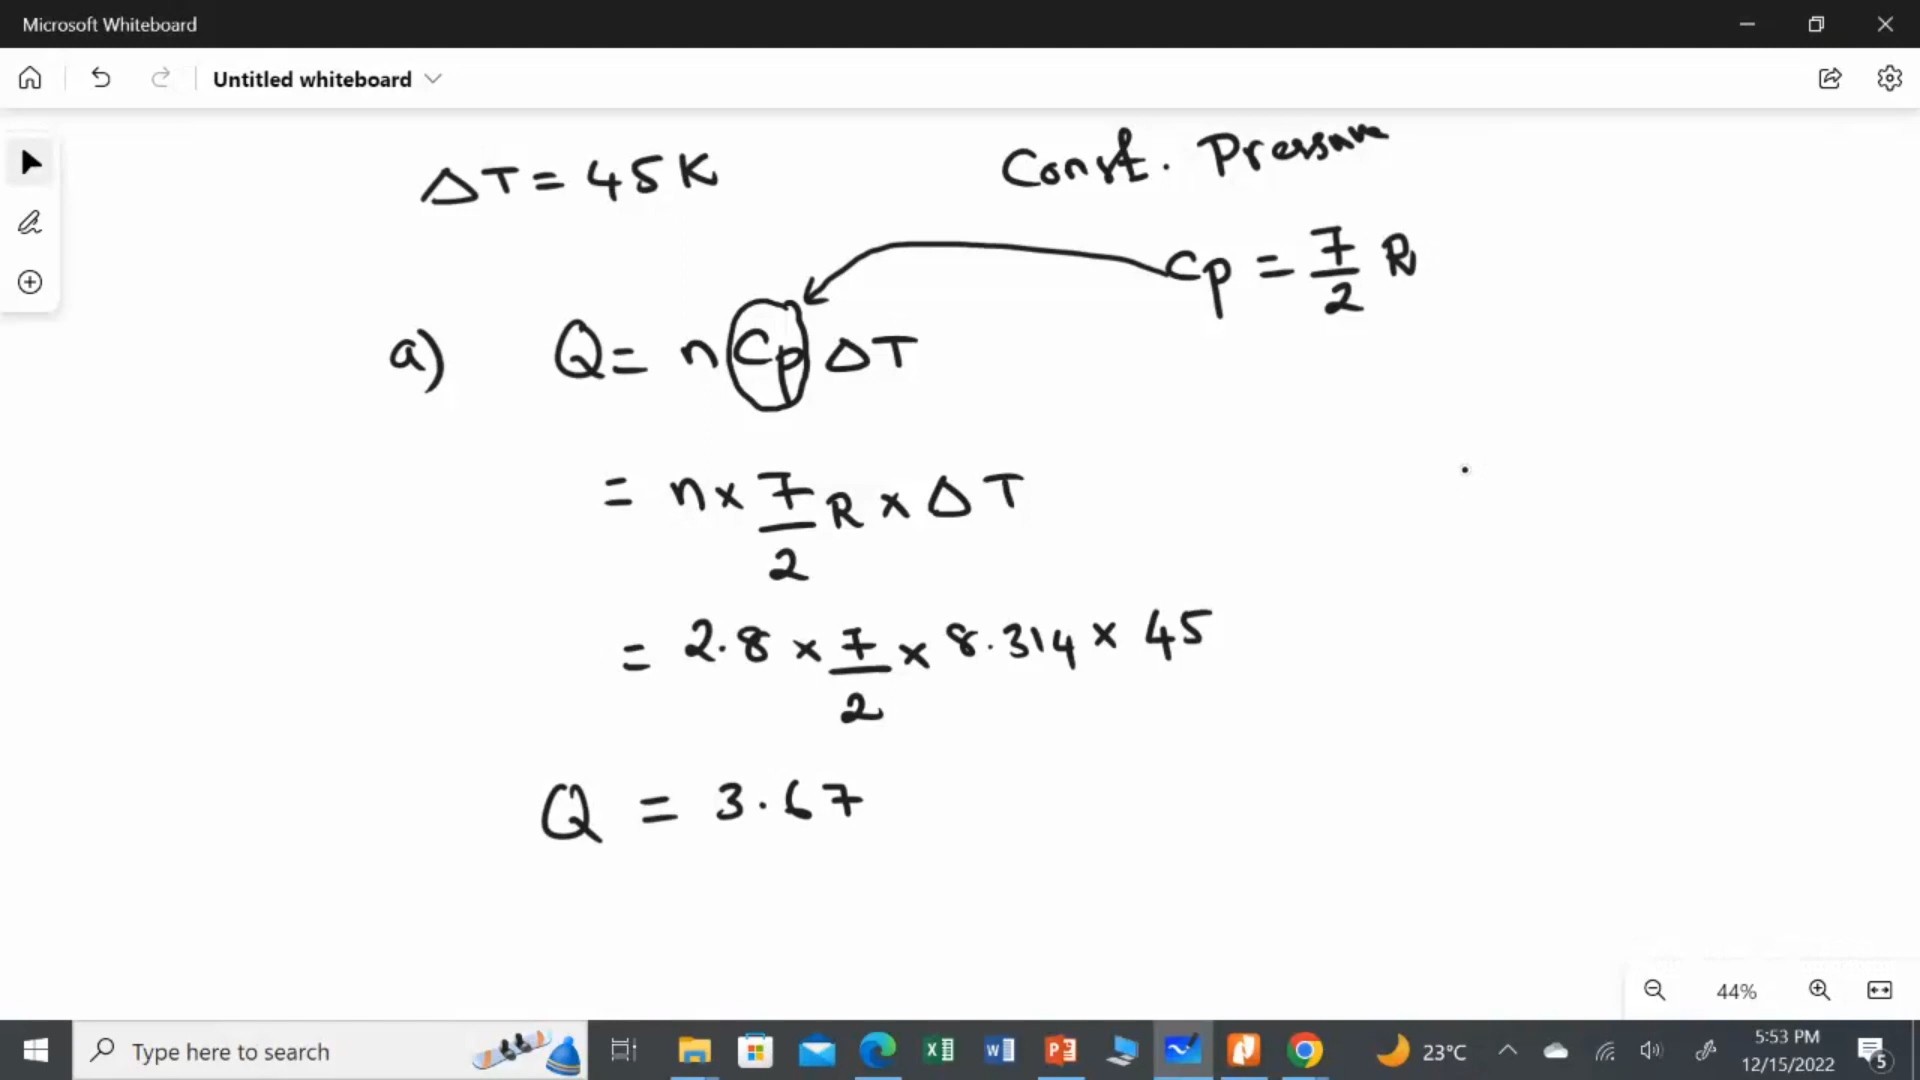 Microsoft Whiteboard
Untitled whiteboard
ΔT = 45 K
Const. Pressure
Cp = 7/2 R
a) Q = n Cp ΔT
= n x 7/2 R x ΔT
= 2.8 x 7/2 x 8.314 x 45
Q = 3.67
44%
Type here to search
23°C
5:53 PM
12/15/2022
5